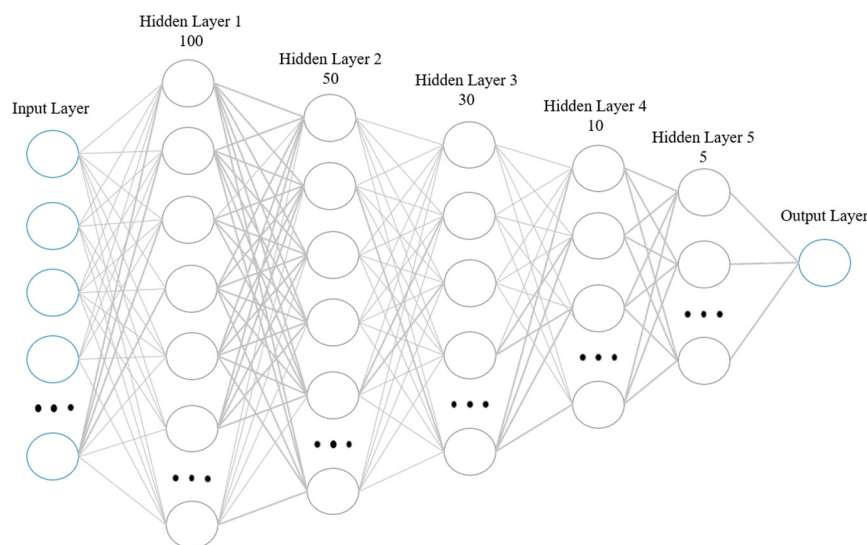 Input Layer
Hidden Layer 1
100
Hidden Layer 2
50
Hidden Layer 3
30
Hidden Layer 4
10
Hidden Layer 5
5
Output Layer